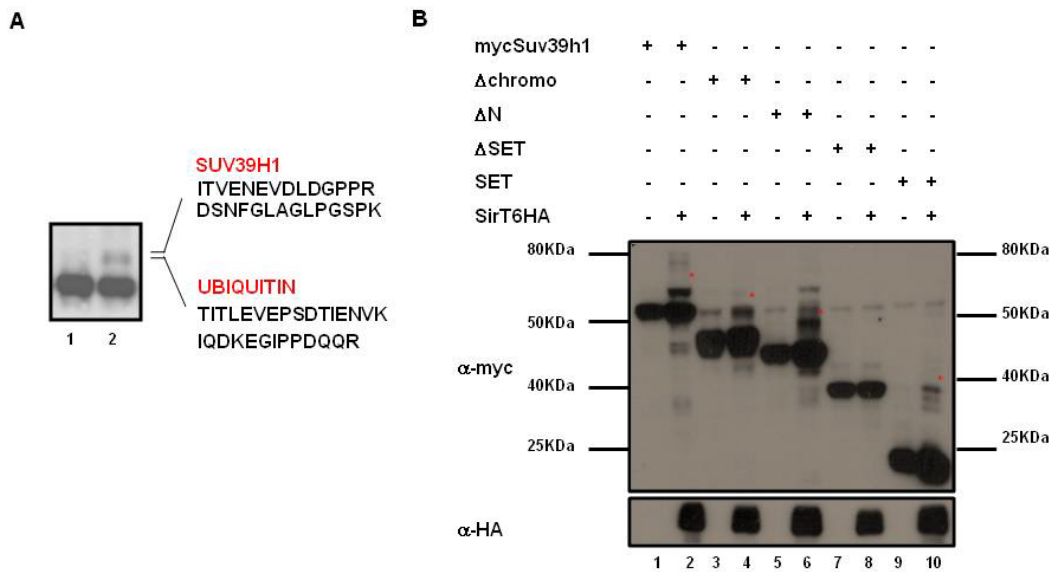 A
SUV39H1
ITVENEVDLDGPPR
DSNFGLAGLPGSPK
UBIQUITIN
TITLEVEPSDTIENVK
IQDKEGIPPDQQR
1 2
B
mycSuv39h1 + + - - - - - - - -
Δchromo - - + + - - - - - -
ΔN - - - - + + - - - -
ΔSET - - - - - - + + - -
SET - - - - - - - - + +
SirT6HA - + - + - + - + - +
80KDa 80KDa
50KDa 50KDa
α-myc
40KDa 40KDa
25KDa 25KDa
α-HA
1 2 3 4 5 6 7 8 9 10